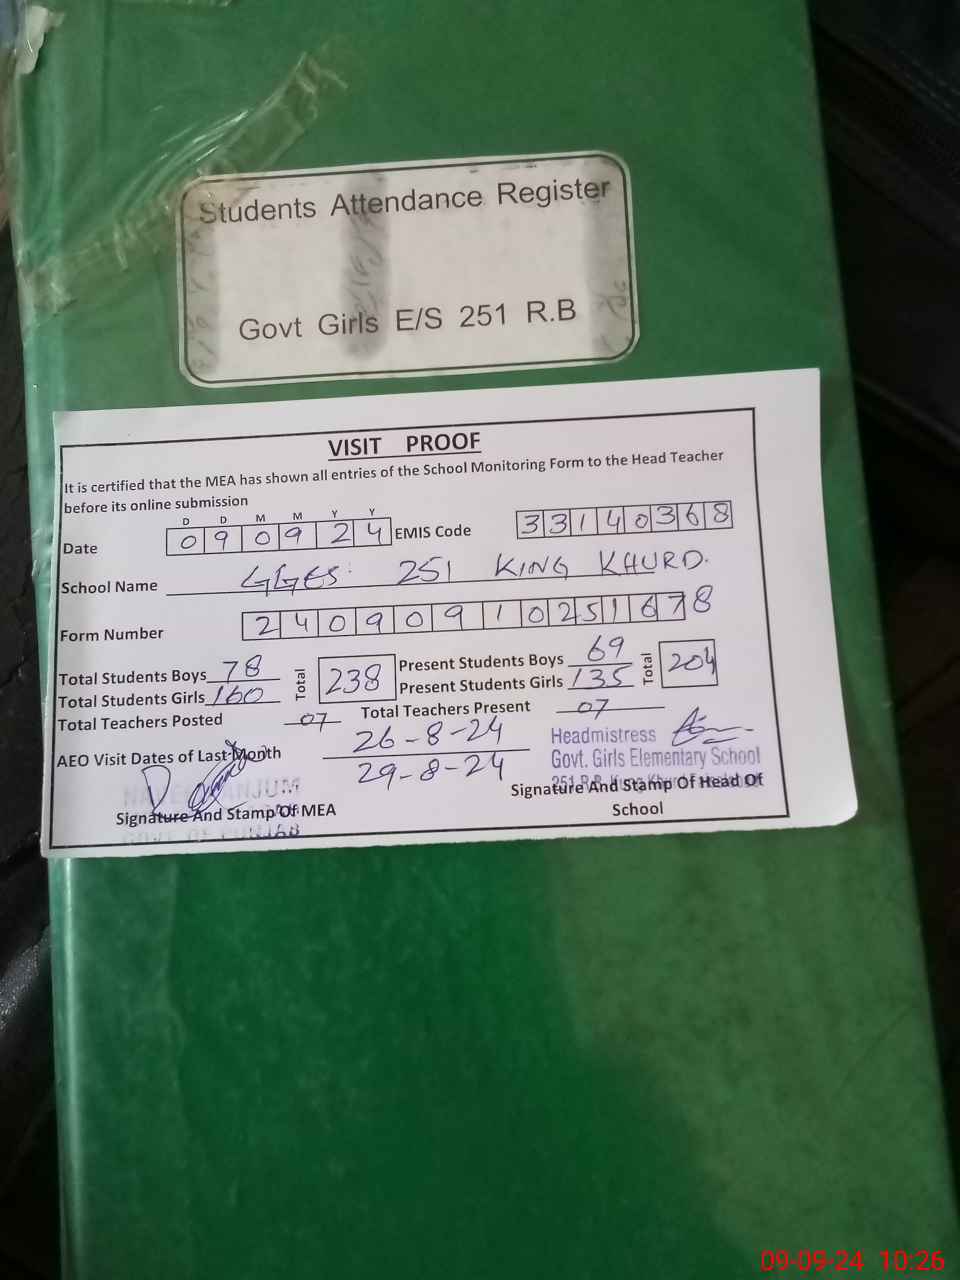 Students Attendance Register
Govt Girls E/S 251 R.B
VISIT PROOF
It is certified that the MEA has shown all entries of the School Monitoring Form to the Head Teacher
before its online submission
D D M M Y Y
Date 0 9 0 9 2 4 EMIS Code 3 3 1 4 0 3 6 8
School Name GGES: 251 KING KHURD.
Form Number 2 4 0 9 0 9 1 0 2 5 1 6 7 8
Total Students Boys 78 Total 238 Present Students Boys 69 Total 204
Total Students Girls 160 Present Students Girls 135
Total Teachers Posted 07 Total Teachers Present 07
AEO Visit Dates of Last Month 26-8-24
29-8-24
Headmistress
Govt. Girls Elementary School
251 R.B. Khurd
ANJUM
Signature And Stamp Of MEA
GOVT OF PUNJAB
Signature And Stamp Of Head Of
School
09-09-24 10:26